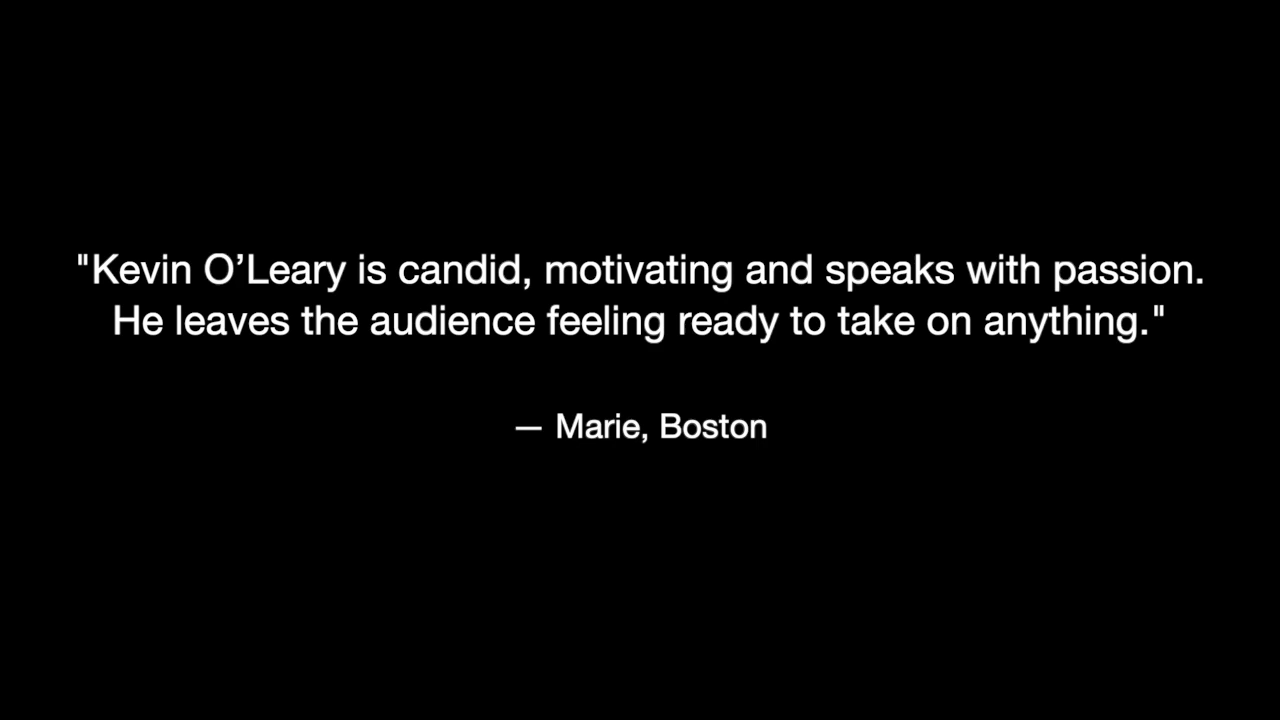 "Kevin O’Leary is candid, motivating and speaks with passion.
He leaves the audience feeling ready to take on anything."
— Marie, Boston